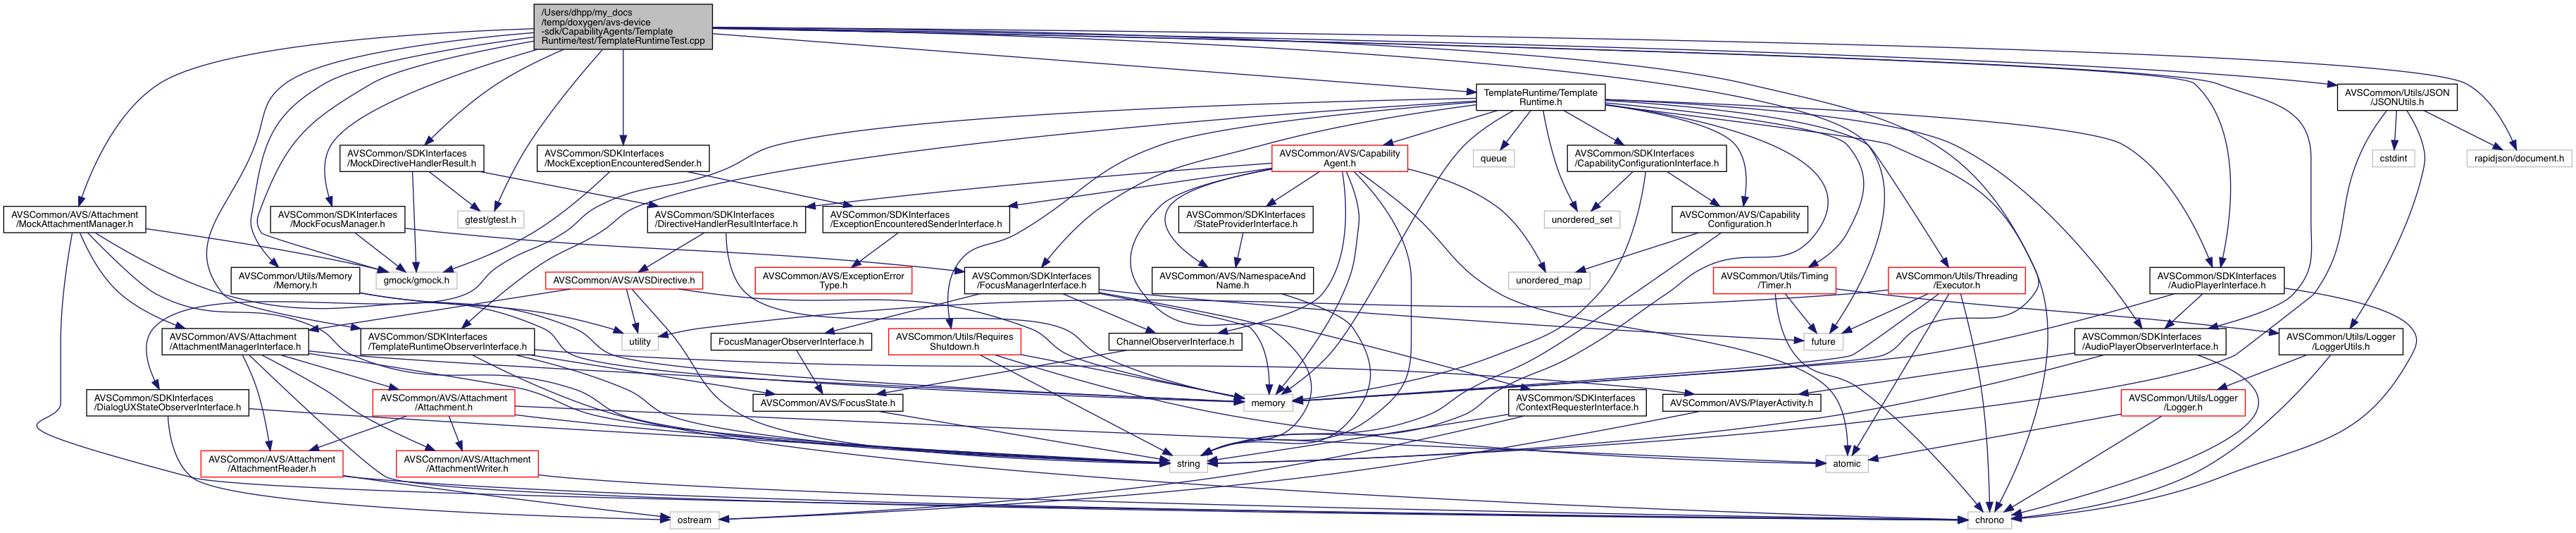 /Users/dhpp/my_docs
/temp/doxygen/avs-device
-sdk/CapabilityAgents/Template
Runtime/test/TemplateRuntimeTest.cpp
TemplateRuntime/Template
Runtime.h
AVSCommon/Utils/JSON
/JSONUtils.h
AVSCommon/SDKInterfaces
/MockDirectiveHandlerResult.h
AVSCommon/SDKInterfaces
/MockExceptionEncounteredSender.h
AVSCommon/AVS/Capability
Agent.h
queue
AVSCommon/SDKInterfaces
/CapabilityConfigurationInterface.h
cstdint
rapidjson/document.h
AVSCommon/AVS/Attachment
/MockAttachmentManager.h
AVSCommon/SDKInterfaces
/MockFocusManager.h
gtest/gtest.h
AVSCommon/SDKInterfaces
/DirectiveHandlerResultInterface.h
AVSCommon/SDKInterfaces
/ExceptionEncounteredSenderInterface.h
AVSCommon/SDKInterfaces
/StateProviderInterface.h
unordered_set
AVSCommon/AVS/Capability
Configuration.h
AVSCommon/Utils/Memory
/Memory.h
gmock/gmock.h
AVSCommon/AVS/AVSDirective.h
AVSCommon/AVS/ExceptionError
Type.h
AVSCommon/SDKInterfaces
/FocusManagerInterface.h
AVSCommon/AVS/NamespaceAnd
Name.h
unordered_map
AVSCommon/Utils/Timing
/Timer.h
AVSCommon/Utils/Threading
/Executor.h
AVSCommon/SDKInterfaces
/AudioPlayerInterface.h
AVSCommon/AVS/Attachment
/AttachmentManagerInterface.h
AVSCommon/SDKInterfaces
/TemplateRuntimeObserverInterface.h
utility
FocusManagerObserverInterface.h
AVSCommon/Utils/Requires
Shutdown.h
ChannelObserverInterface.h
future
AVSCommon/SDKInterfaces
/AudioPlayerObserverInterface.h
AVSCommon/Utils/Logger
/LoggerUtils.h
AVSCommon/SDKInterfaces
/DialogUXStateObserverInterface.h
AVSCommon/AVS/Attachment
/Attachment.h
AVSCommon/AVS/FocusState.h
memory
AVSCommon/SDKInterfaces
/ContextRequesterInterface.h
AVSCommon/AVS/PlayerActivity.h
AVSCommon/Utils/Logger
/Logger.h
AVSCommon/AVS/Attachment
/AttachmentReader.h
AVSCommon/AVS/Attachment
/AttachmentWriter.h
string
atomic
ostream
chrono